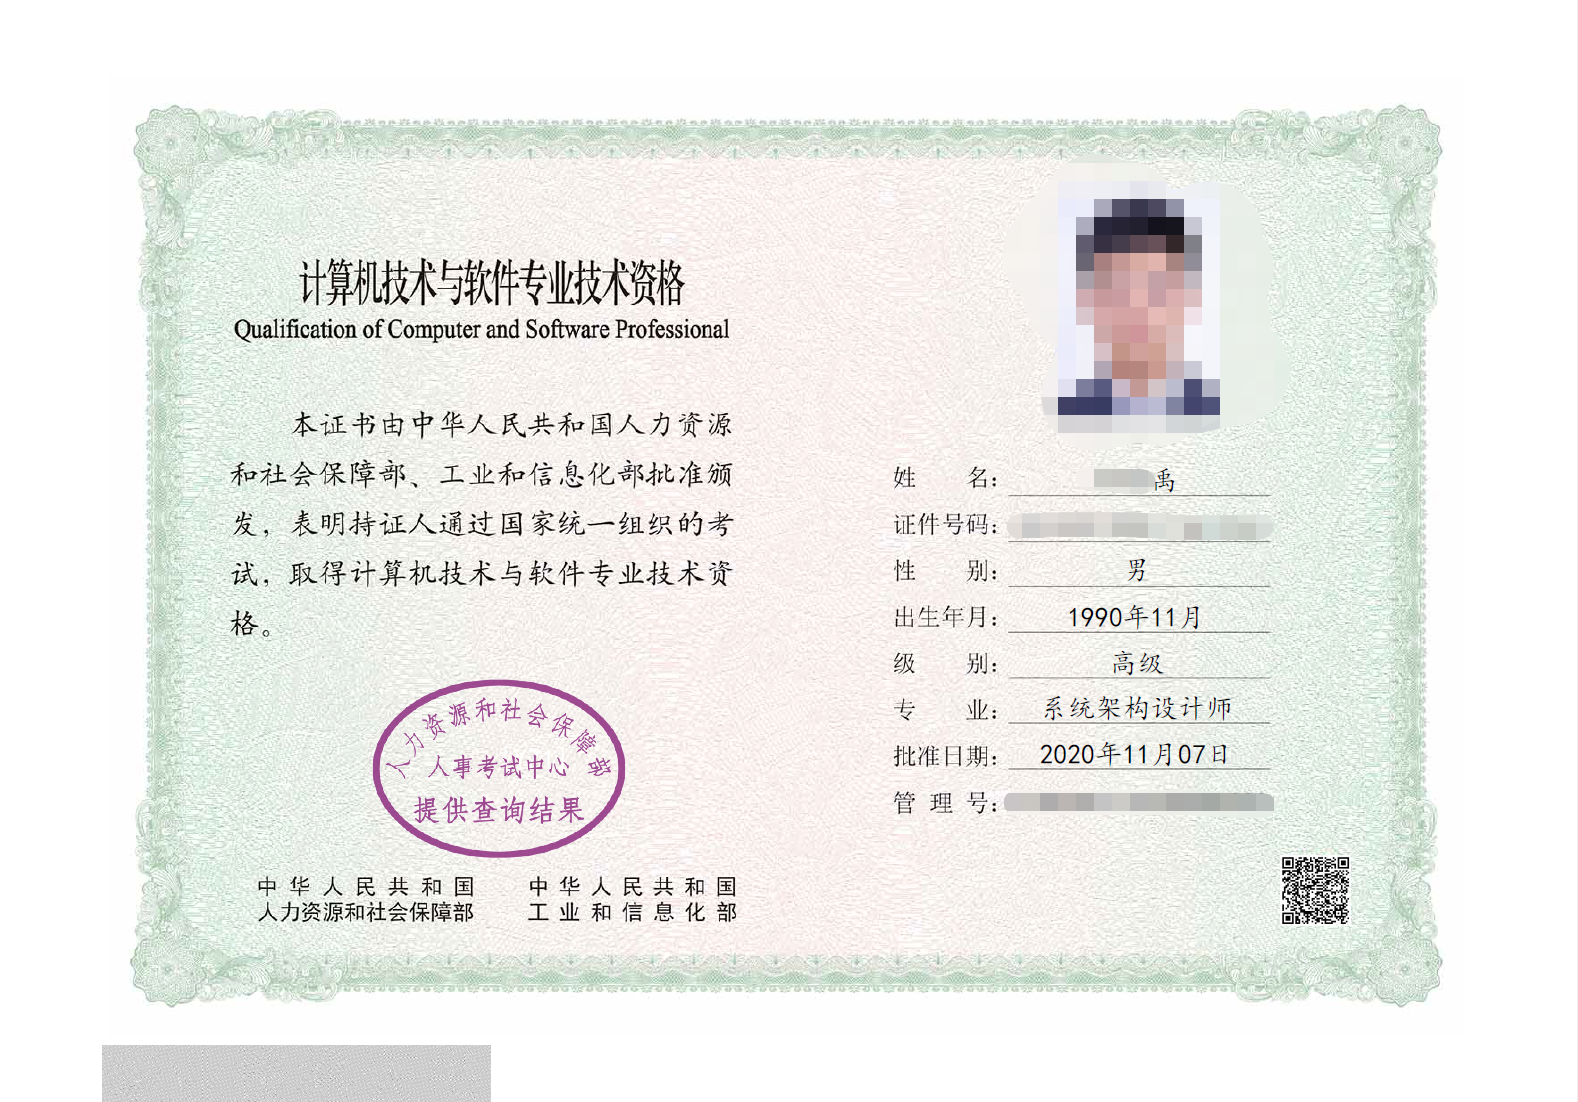 计算机技术与软件专业技术资格
Qualification of Computer and Software Professional
本证书由中华人民共和国人力资源
和社会保障部、工业和信息化部批准颁
发，表明持证人通过国家统一组织的考
试，取得计算机技术与软件专业技术资
格。
人力资源和社会保障部
人事考试中心
提供查询结果
中华人民共和国
人力资源和社会保障部
中华人民共和国
工业和信息化部
姓 名： 禹
证件号码：
性 别： 男
出生年月： 1990年11月
级 别： 高级
专 业： 系统架构设计师
批准日期： 2020年11月07日
管 理 号：